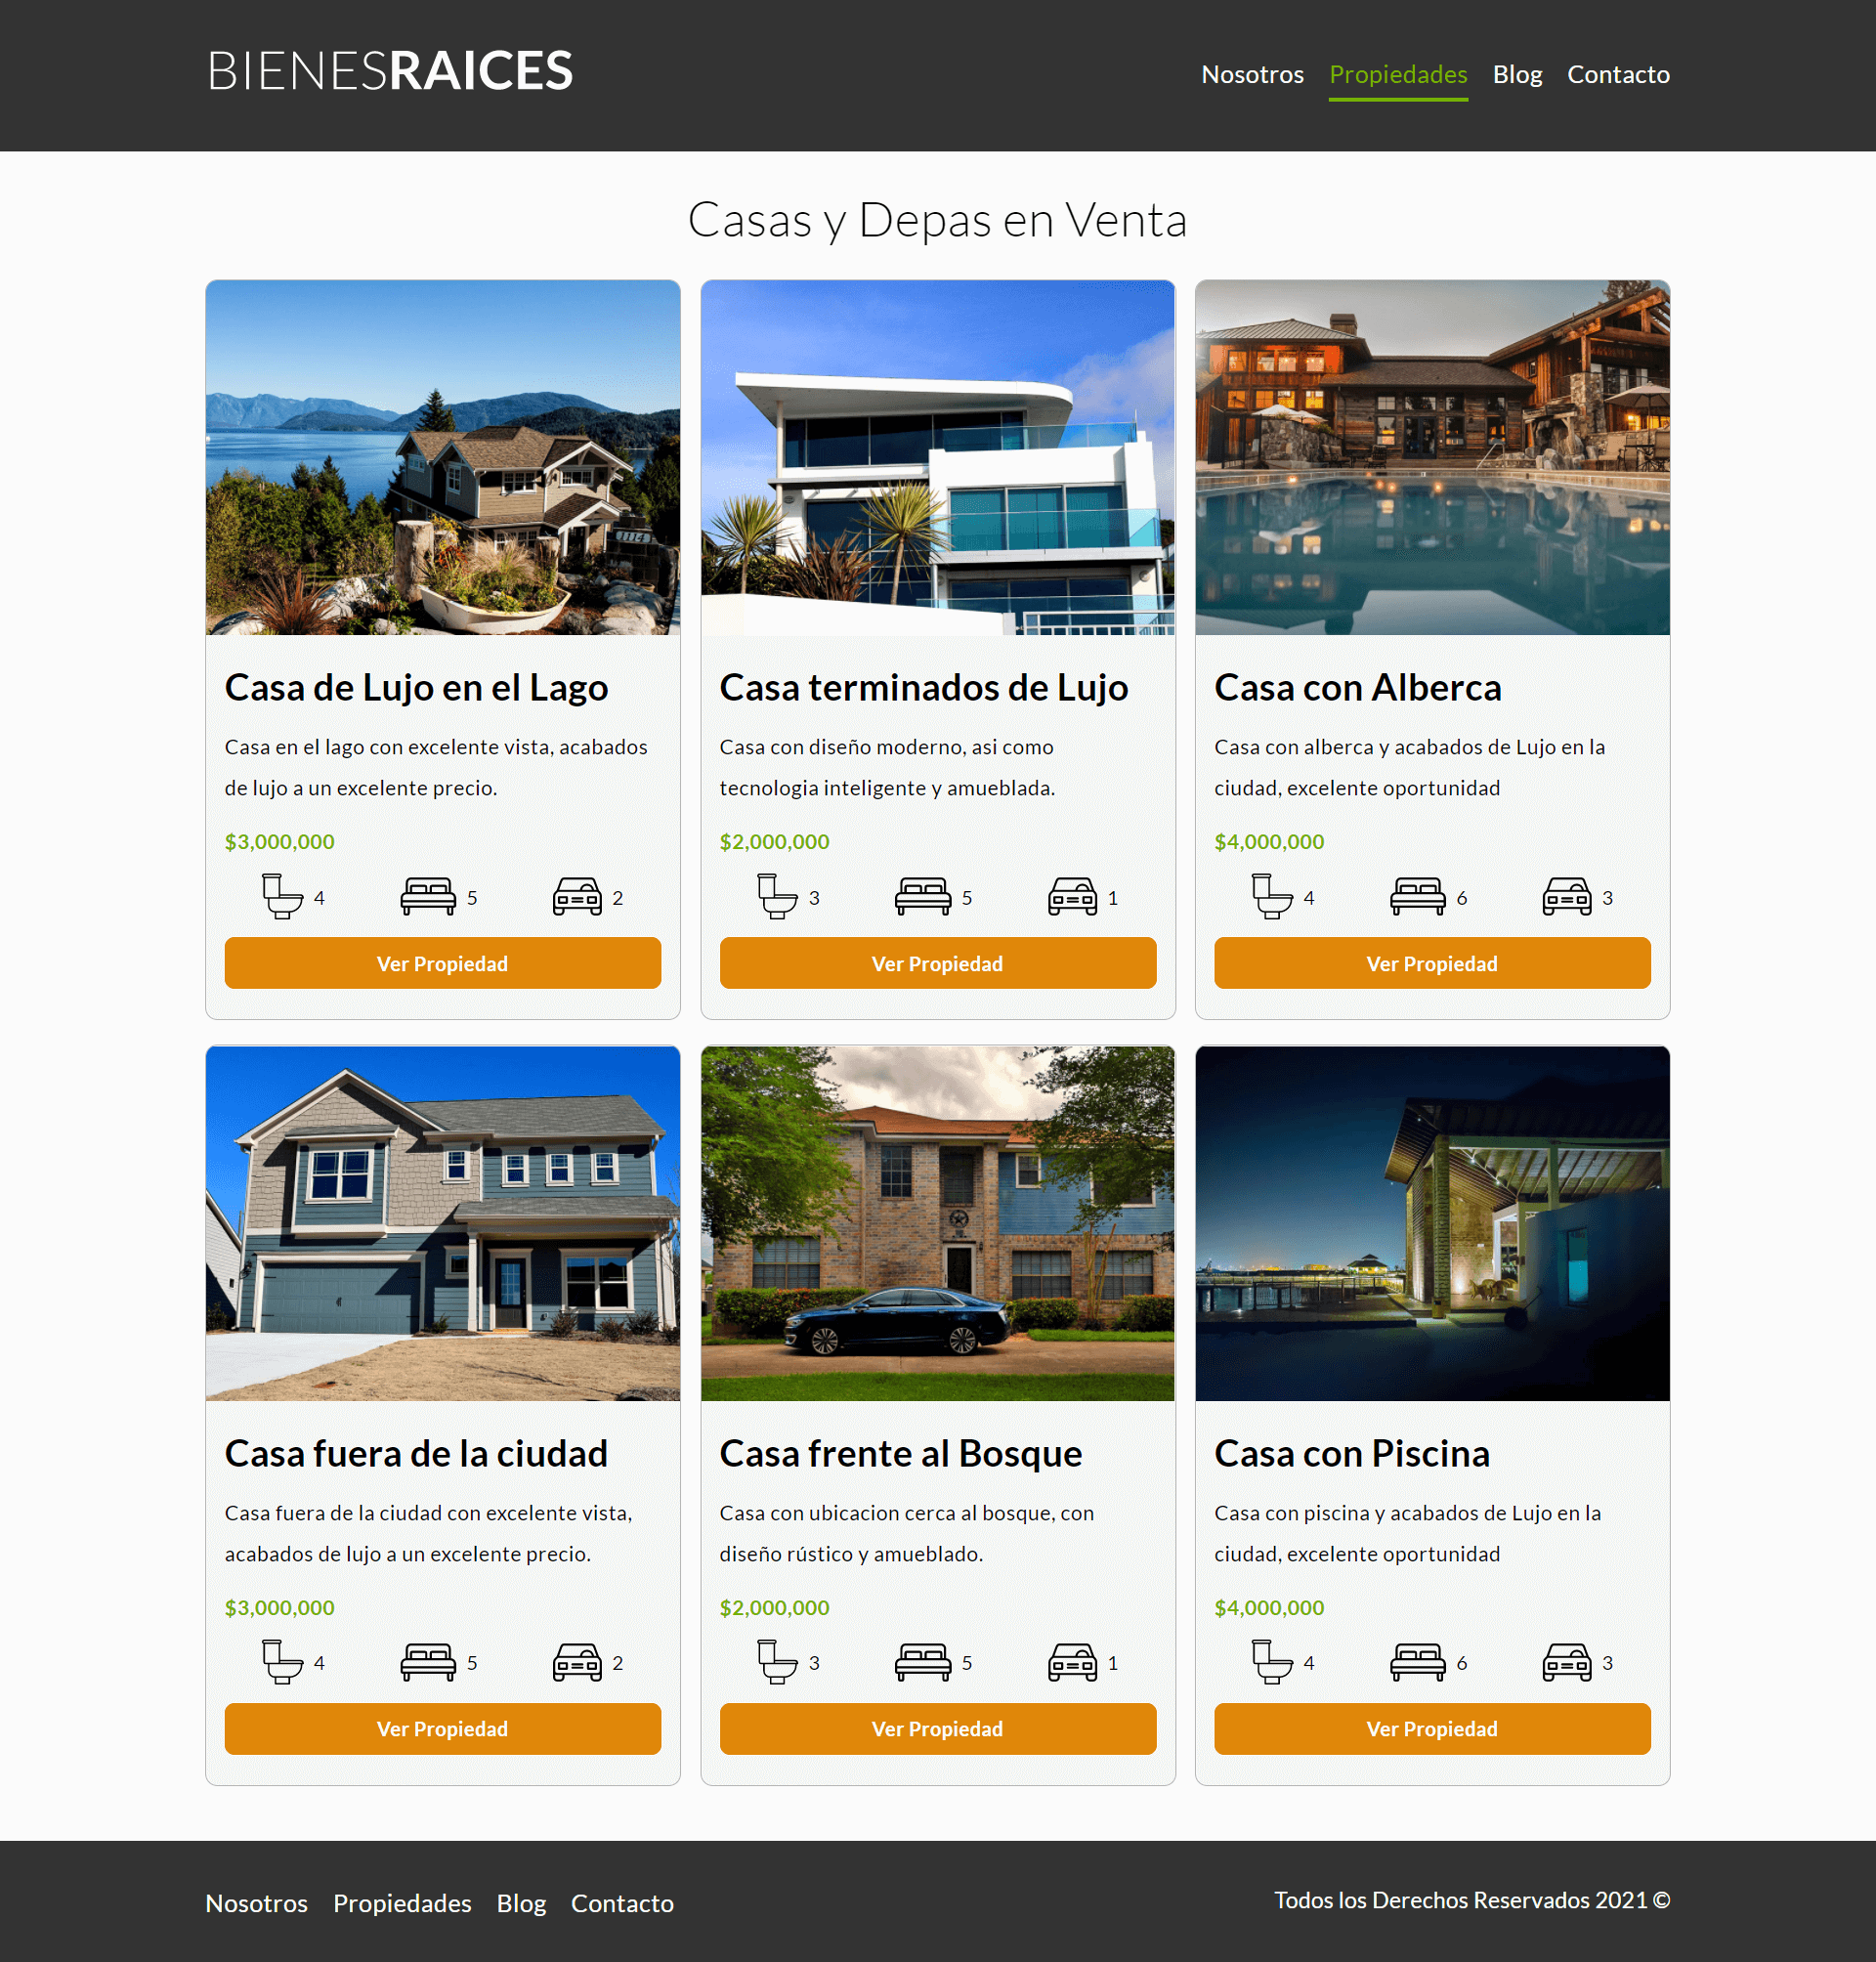 BIENESRAICES
Nosotros Propiedades Blog Contacto
Casas y Depas en Venta
1114
Casa de Lujo en el Lago
Casa en el lago con excelente vista, acabados
de lujo a un excelente precio.
$3,000,000
4 5 2
Ver Propiedad
Casa terminados de Lujo
Casa con diseño moderno, asi como
tecnologia inteligente y amueblada.
$2,000,000
3 5 1
Ver Propiedad
Casa con Alberca
Casa con alberca y acabados de Lujo en la
ciudad, excelente oportunidad
$4,000,000
4 6 3
Ver Propiedad
Casa fuera de la ciudad
Casa fuera de la ciudad con excelente vista,
acabados de lujo a un excelente precio.
$3,000,000
4 5 2
Ver Propiedad
Casa frente al Bosque
Casa con ubicacion cerca al bosque, con
diseño rústico y amueblado.
$2,000,000
3 5 1
Ver Propiedad
Casa con Piscina
Casa con piscina y acabados de Lujo en la
ciudad, excelente oportunidad
$4,000,000
4 6 3
Ver Propiedad
Nosotros Propiedades Blog Contacto
Todos los Derechos Reservados 2021 ©